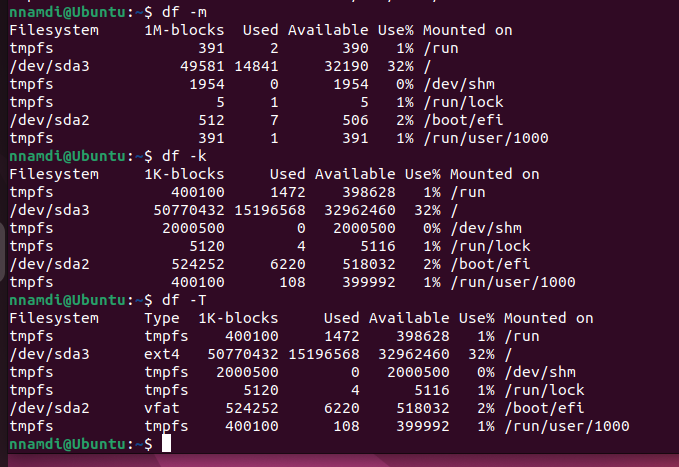 nnamdi@Ubuntu:~$ df -m
Filesystem     1M-blocks  Used Available Use% Mounted on
tmpfs                391     2       390   1% /run
/dev/sda3          49581 14841     32190  32% /
tmpfs               1954     0      1954   0% /dev/shm
tmpfs                  5     1         5   1% /run/lock
/dev/sda2            512     7       506   2% /boot/efi
tmpfs                391     1       391   1% /run/user/1000
nnamdi@Ubuntu:~$ df -k
Filesystem     1K-blocks     Used Available Use% Mounted on
tmpfs             400100     1472    398628   1% /run
/dev/sda3       50770432 15196568  32962460  32% /
tmpfs            2000500        0   2000500   0% /dev/shm
tmpfs               5120        4      5116   1% /run/lock
/dev/sda2         524252     6220    518032   2% /boot/efi
tmpfs             400100      108    399992   1% /run/user/1000
nnamdi@Ubuntu:~$ df -T
Filesystem     Type  1K-blocks     Used Available Use% Mounted on
tmpfs          tmpfs    400100     1472    398628   1% /run
/dev/sda3      ext4   50770432 15196568  32962460  32% /
tmpfs          tmpfs   2000500        0   2000500   0% /dev/shm
tmpfs          tmpfs      5120        4      5116   1% /run/lock
/dev/sda2      vfat     524252     6220    518032   2% /boot/efi
tmpfs          tmpfs    400100      108    399992   1% /run/user/1000
nnamdi@Ubuntu:~$